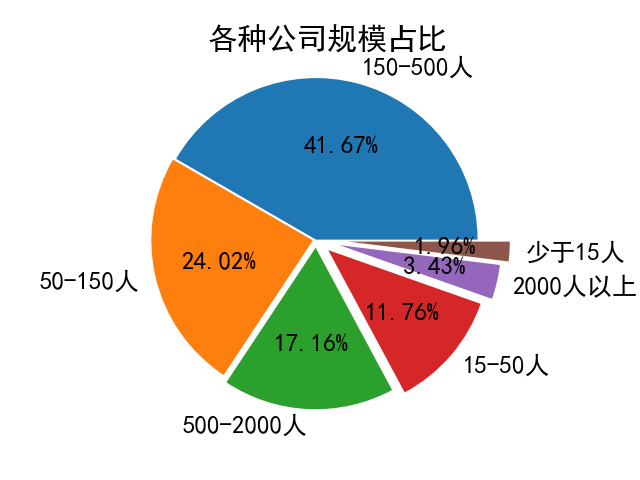 各种公司规模占比
150-500人
41.67%
1.96%
少于15人
24.02%
3.43%
50-150人
2000人以上
11.76%
17.16%
15-50人
500-2000人